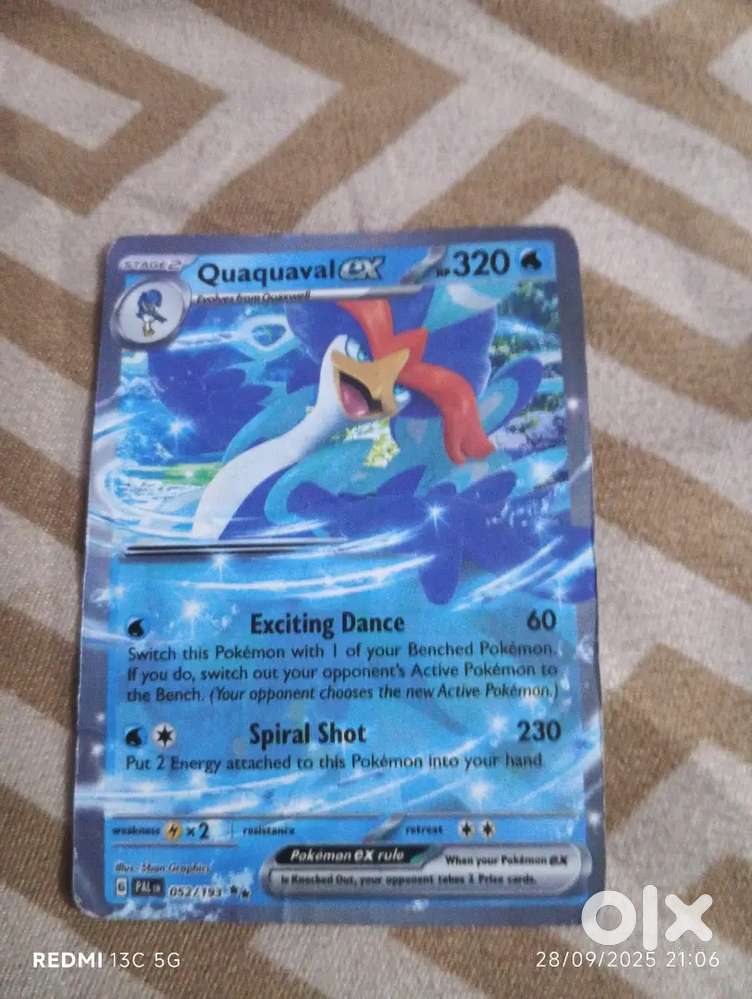 STAGE 2 Quaquaval ex HP 320
Evolves from Quaxwell
Exciting Dance 60
Switch this Pokémon with 1 of your Benched Pokémon.
If you do, switch out your opponent's Active Pokémon to
the Bench. (Your opponent chooses the new Active Pokémon.)
Spiral Shot 230
Put 2 Energy attached to this Pokémon into your hand
weakness x2 resistance retreat
Illus.
Pokémon ex rule When your Pokémon ex
is Knocked Out, your opponent takes 2 Prize cards.
G PAL EN 052/193
olx
REDMI 13C 5G 28/09/2025 21:06